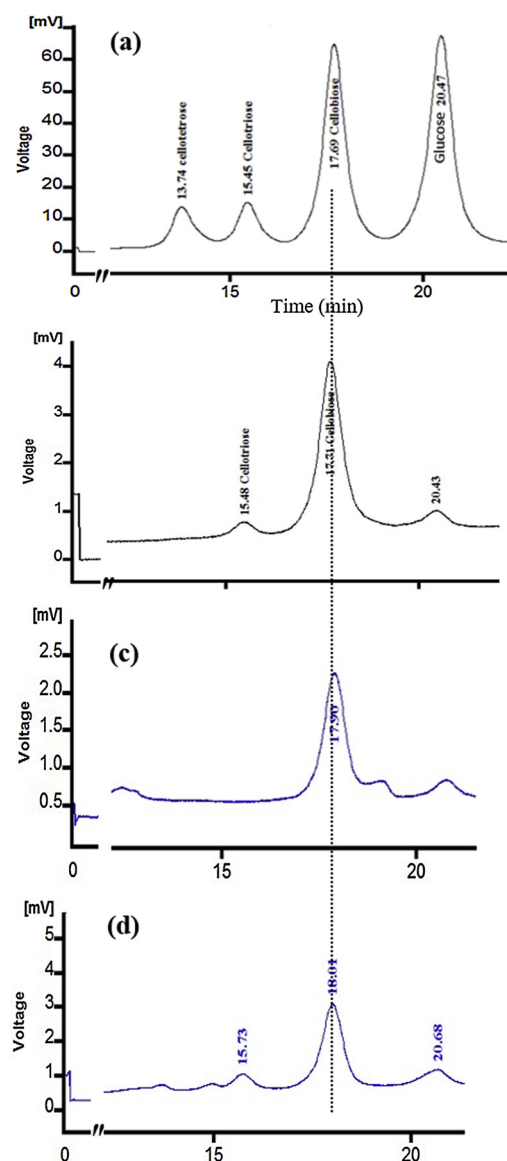 [mV]
(a)
60
50
40
30
20
10
0
Voltage
13.74 cellotetrose
15.45 Cellotriose
17.69 Cellobiose
Glucose 20.47
0
15
20
Time (min)
[mV]
4
3
2
1
0
Voltage
15.48 Cellotriose
17.71 Cellobiose
20.43
[mV]
(c)
2.5
2.0
1.5
1.0
0.5
Voltage
17.90
0
15
20
[mV]
(d)
5
4
3
2
1
0
Voltage
15.73
18.01
20.68
0
15
20